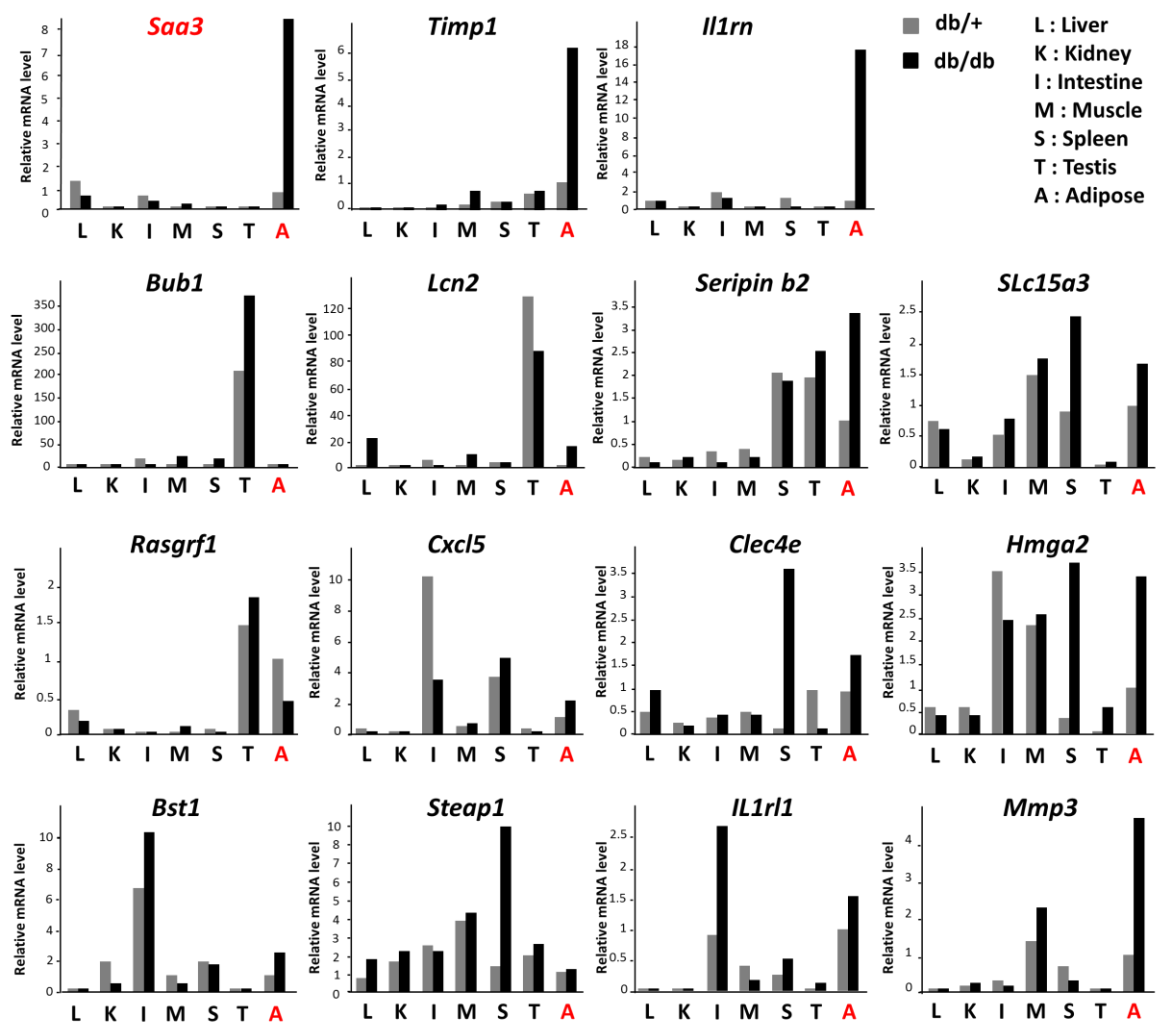 Saa3
Relative mRNA level
8
7
6
5
4
3
2
1
0
L K I M S T A
Timp1
Relative mRNA level
6
5
4
3
2
1
0
L K I M S T A
Il1rn
Relative mRNA level
18
16
14
12
10
8
6
4
2
0
L K I M S T A
db/+
db/db
L : Liver
K : Kidney
I : Intestine
M : Muscle
S : Spleen
T : Testis
A : Adipose
Bub1
Relative mRNA level
350
300
250
200
250
100
50
0
L K I M S T A
Lcn2
Relative mRNA level
120
100
80
60
40
20
0
L K I M S T A
Seripin b2
Relative mRNA level
3.5
3
2.5
2
1.5
1
0.5
0
L K I M S T A
SLc15a3
Relative mRNA level
2.5
2
1.5
1
0.5
0
L K I M S T A
Rasgrf1
Relative mRNA level
2
1.5
1
0.5
0
L K I M S T A
Cxcl5
Relative mRNA level
10
8
6
4
2
0
L K I M S T A
Clec4e
Relative mRNA level
3.5
3
2.5
2
1.5
1
0.5
0
L K I M S T A
Hmga2
Relative mRNA level
3.5
3
2.5
2
1.5
1
0.5
0
L K I M S T A
Bst1
Relative mRNA level
10
8
6
4
2
0
L K I M S T A
Steap1
Relative mRNA level
10
9
8
7
6
5
4
3
2
1
0
L K I M S T A
IL1rl1
Relative mRNA level
2.5
2
1.5
1
0.5
0
L K I M S T A
Mmp3
Relative mRNA level
4
3
2
1
0
L K I M S T A